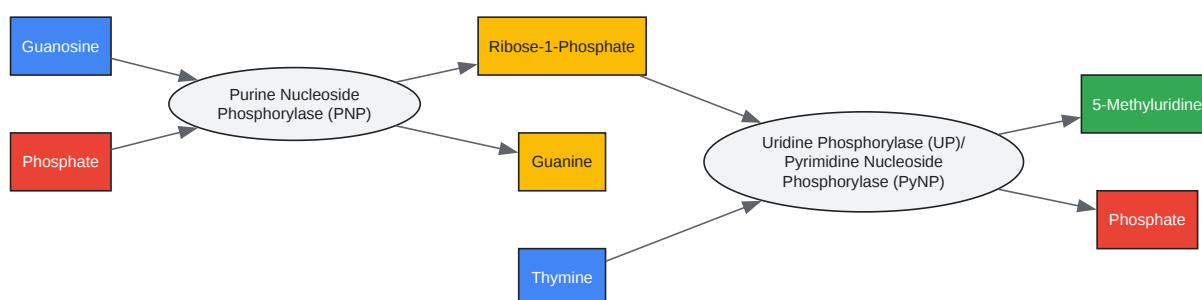 Guanosine
Phosphate
Purine Nucleoside
Phosphorylase (PNP)
Ribose-1-Phosphate
Guanine
Thymine
Uridine Phosphorylase (UP)/
Pyrimidine Nucleoside
Phosphorylase (PyNP)
5-Methyluridine
Phosphate